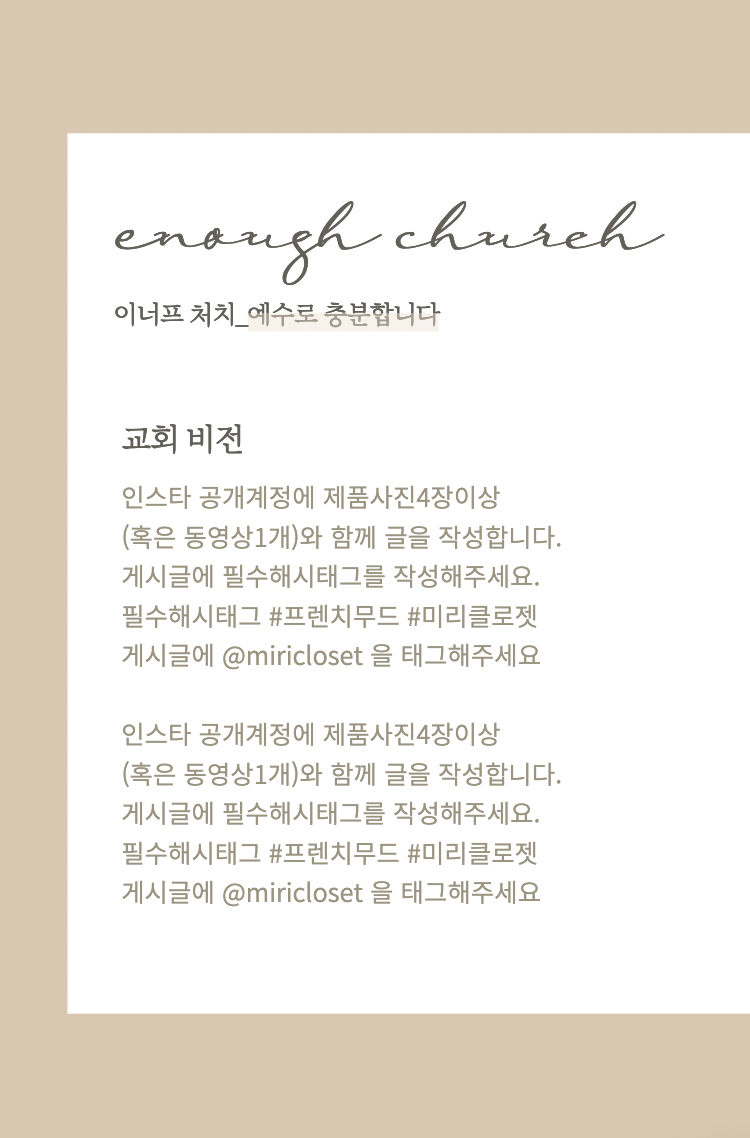 enough church
이너프 처치_예수로 충분합니다
교회 비전
인스타 공개계정에 제품사진4장이상
(혹은 동영상1개)와 함께 글을 작성합니다.
게시글에 필수해시태그를 작성해주세요.
필수해시태그 #프렌치무드 #미리클로젯
게시글에 @miricloset 을 태그해주세요
인스타 공개계정에 제품사진4장이상
(혹은 동영상1개)와 함께 글을 작성합니다.
게시글에 필수해시태그를 작성해주세요.
필수해시태그 #프렌치무드 #미리클로젯
게시글에 @miricloset 을 태그해주세요